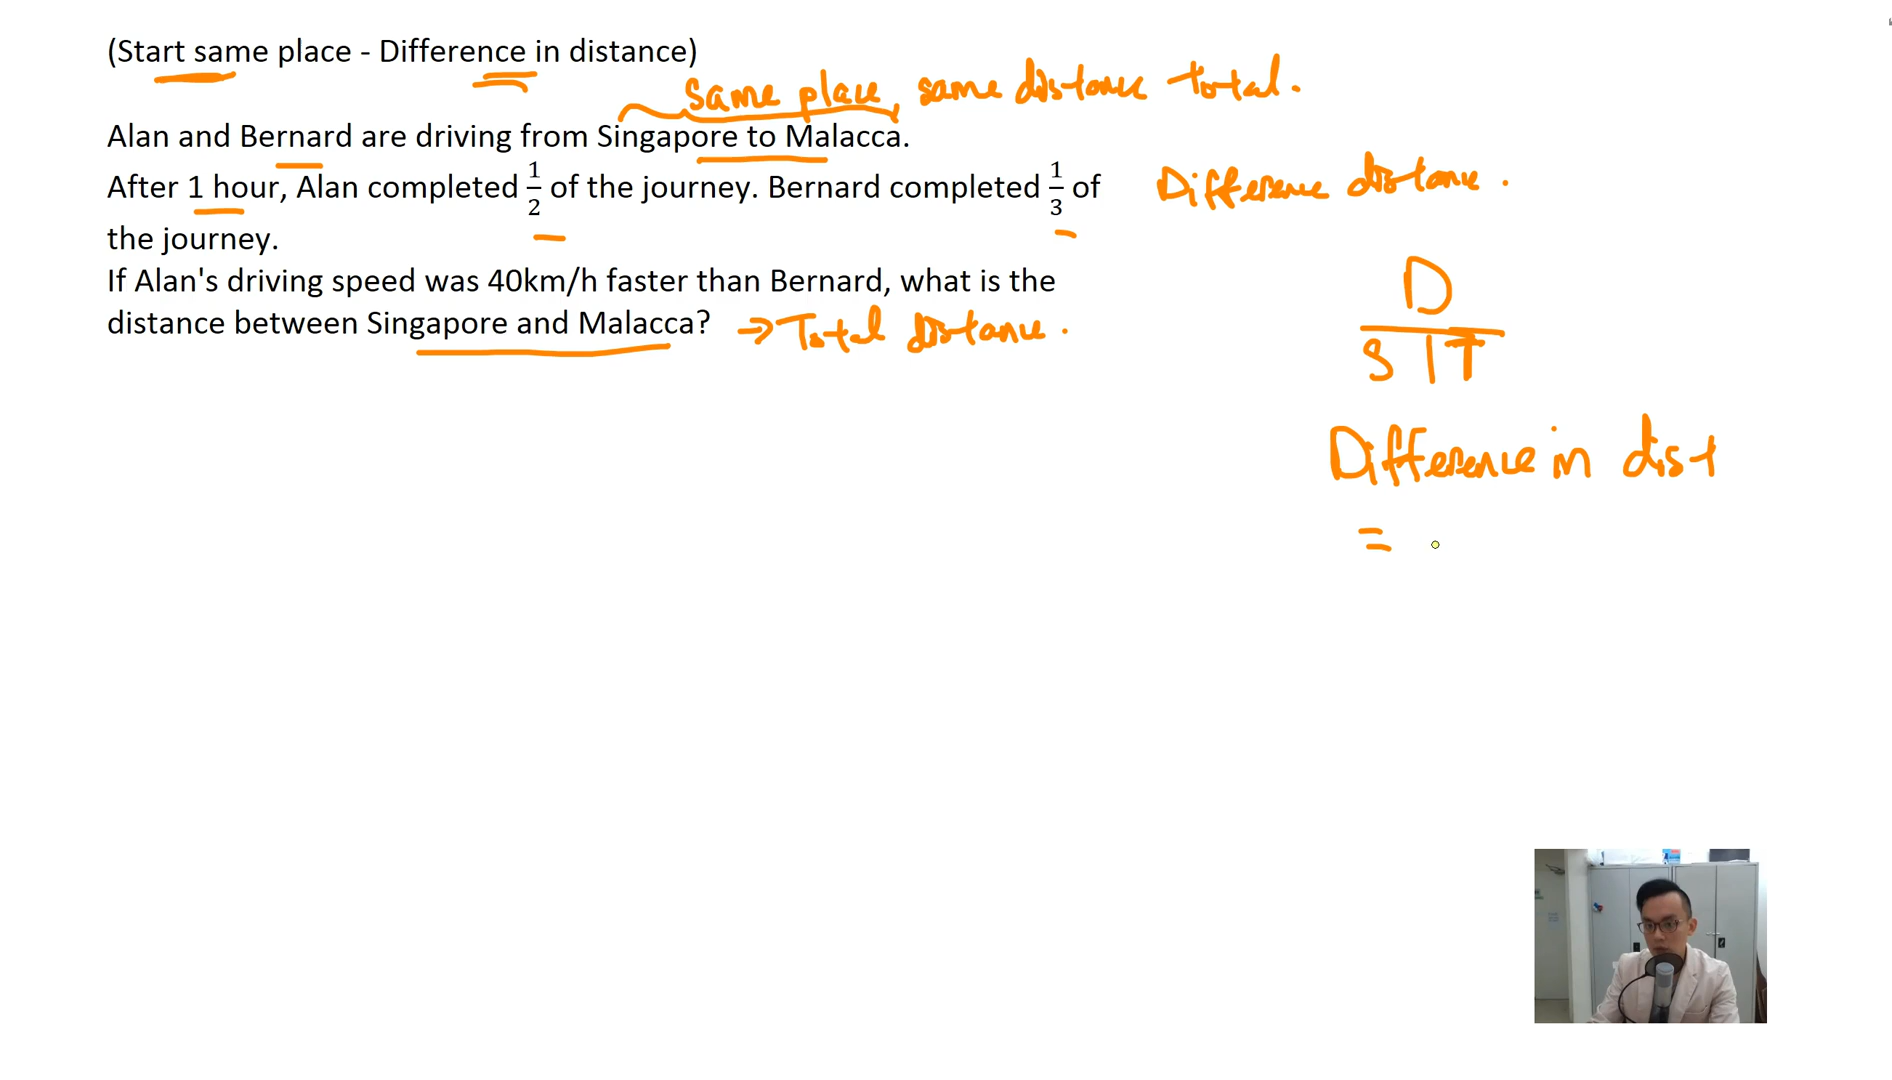 (Start same place - Difference in distance)
same place, same distance total.
Alan and Bernard are driving from Singapore to Malacca.
After 1 hour, Alan completed 1/2 of the journey. Bernard completed 1/3 of
the journey.
Difference distance.
If Alan's driving speed was 40km/h faster than Bernard, what is the
distance between Singapore and Malacca? → Total distance.
D
S | T
Difference in dist
=